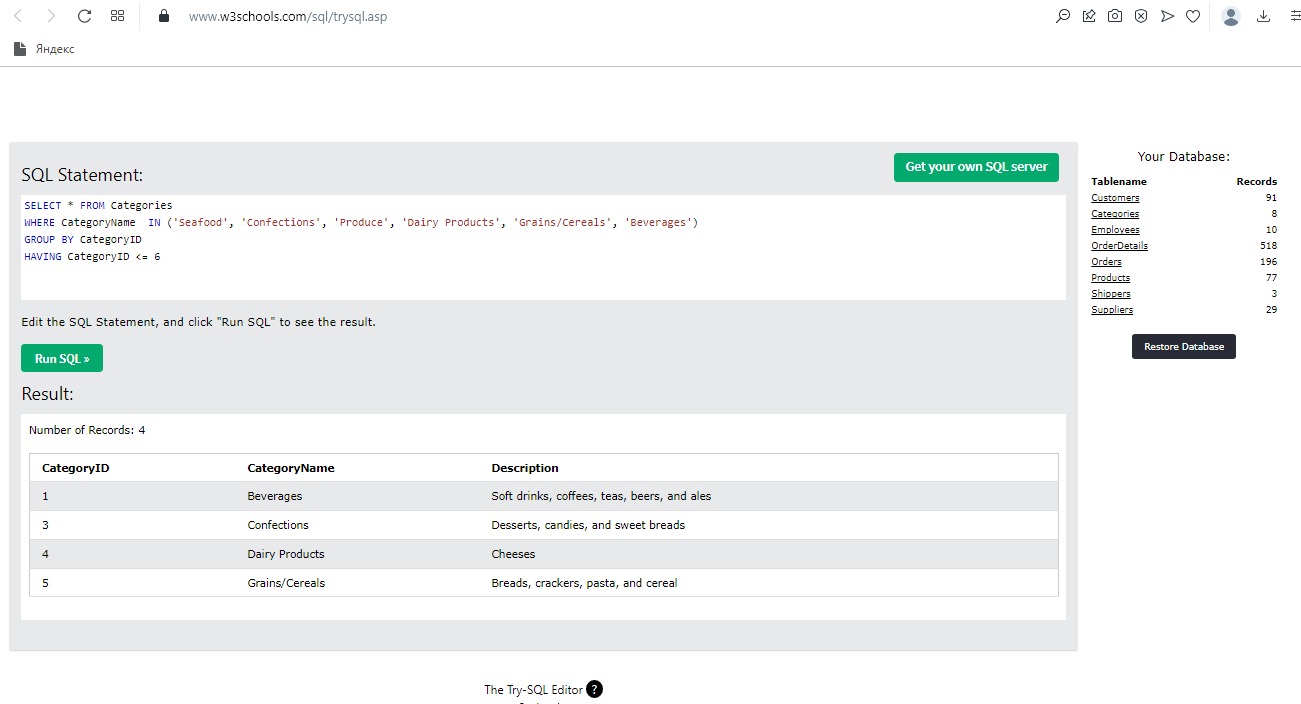 www.w3schools.com/sql/trysql.asp
Яндекс
Get your own SQL server
SQL Statement:
SELECT * FROM Categories
WHERE CategoryName  IN ('Seafood', 'Confections', 'Produce', 'Dairy Products', 'Grains/Cereals', 'Beverages')
GROUP BY CategoryID
HAVING CategoryID <= 6
Edit the SQL Statement, and click "Run SQL" to see the result.
Run SQL »
Result:
Number of Records: 4
CategoryID CategoryName Description
1 Beverages Soft drinks, coffees, teas, beers, and ales
3 Confections Desserts, candies, and sweet breads
4 Dairy Products Cheeses
5 Grains/Cereals Breads, crackers, pasta, and cereal
Your Database:
Tablename Records
Customers 91
Categories 8
Employees 10
OrderDetails 518
Orders 196
Products 77
Shippers 3
Suppliers 29
Restore Database
The Try-SQL Editor ?